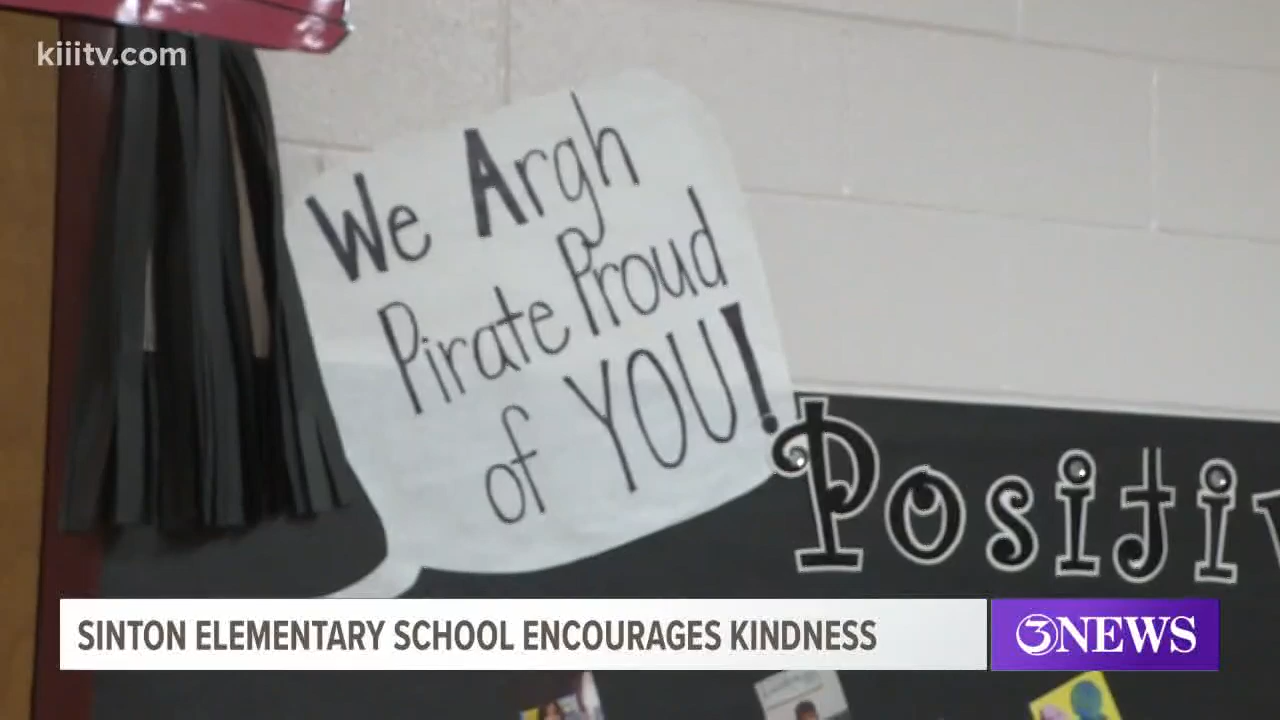 kiiitv.com
We Argh
Pirate Proud
of YOU!
Positiv
SINTON ELEMENTARY SCHOOL ENCOURAGES KINDNESS
3NEWS